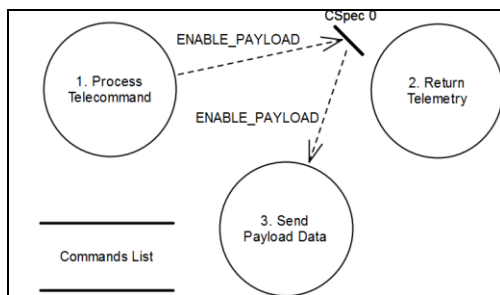 CSpec 0
ENABLE_PAYLOAD
1. Process
Telecommand
2. Return
Telemetry
ENABLE_PAYLOAD
3. Send
Payload Data
Commands List